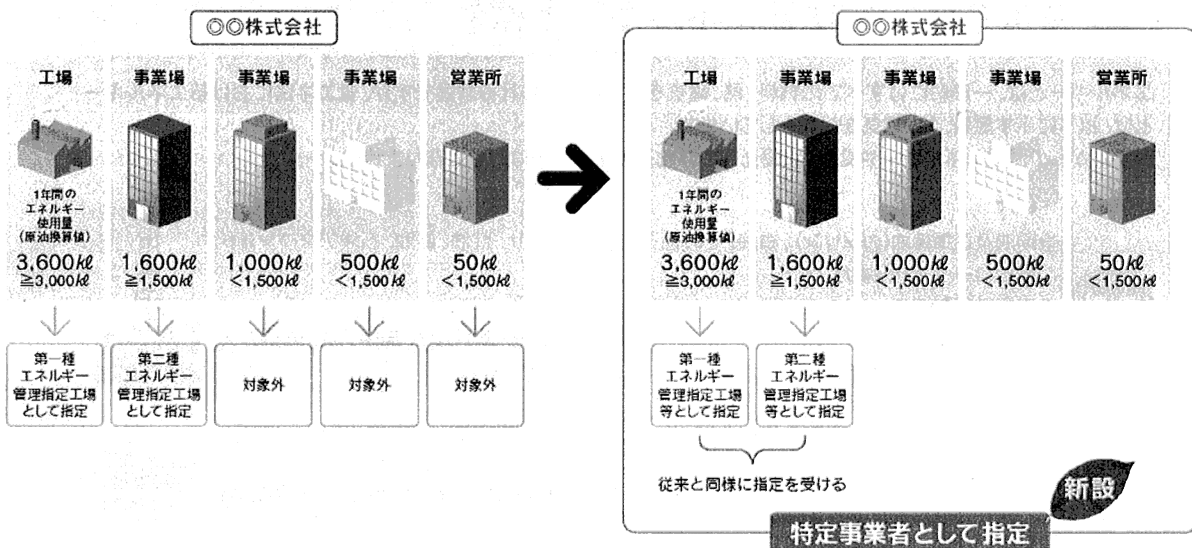 ◎◎株式会社
工場
事業場
事業場
事業場
営業所
1年間の
エネルギー
使用量
(原油換算値)
3,600kℓ
≧3,000kℓ
1,600kℓ
≧1,500kℓ
1,000kℓ
<1,500kℓ
500kℓ
<1,500kℓ
50kℓ
<1,500kℓ
第一種
エネルギー
管理指定工場
として指定
第二種
エネルギー
管理指定工場
として指定
対象外
対象外
対象外
◎◎株式会社
工場
事業場
事業場
事業場
営業所
1年間の
エネルギー
使用量
(原油換算値)
3,600kℓ
≧3,000kℓ
1,600kℓ
≧1,500kℓ
1,000kℓ
<1,500kℓ
500kℓ
<1,500kℓ
50kℓ
<1,500kℓ
第一種
エネルギー
管理指定工場
等として指定
第二種
エネルギー
管理指定工場
等として指定
従来と同様に指定を受ける
新設
特定事業者として指定